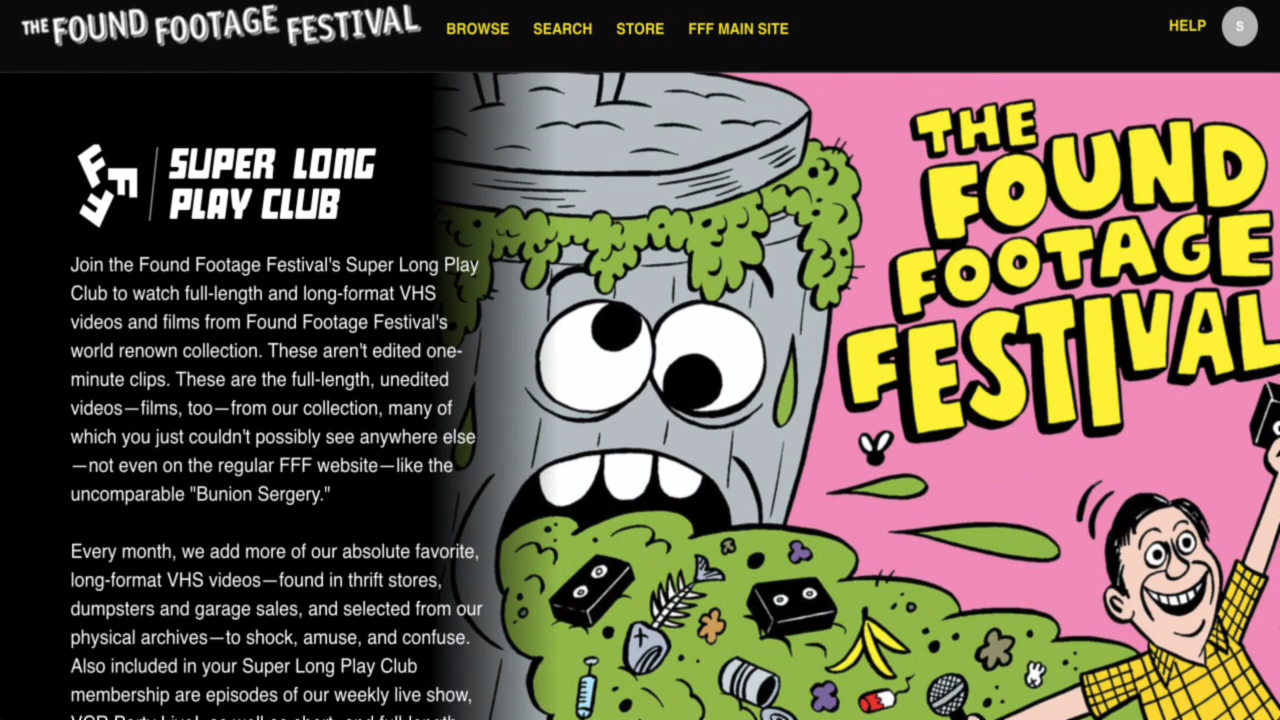 THE FOUND FOOTAGE FESTIVAL
BROWSE
SEARCH
STORE
FFF MAIN SITE
HELP
S
FFF
SUPER LONG
PLAY CLUB
Join the Found Footage Festival's Super Long Play
Club to watch full-length and long-format VHS
videos and films from Found Footage Festival's
world renown collection. These aren't edited one-
minute clips. These are the full-length, unedited
videos—films, too—from our collection, many of
which you just couldn't possibly see anywhere else
—not even on the regular FFF website—like the
uncomparable "Bunion Sergery."
Every month, we add more of our absolute favorite,
long-format VHS videos—found in thrift stores,
dumpsters and garage sales, and selected from our
physical archives—to shock, amuse, and confuse.
Also included in your Super Long Play Club
membership are episodes of our weekly live show,
THE
FOUND
FOOTAGE
FESTIVAL